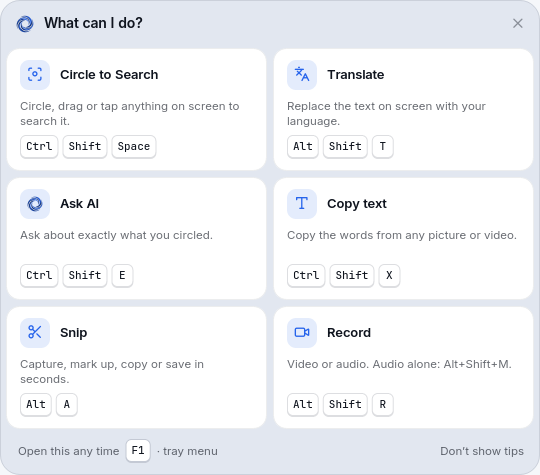 What can I do?
Circle to Search
Circle, drag or tap anything on screen to
search it.
Ctrl Shift Space
Translate
Replace the text on screen with your
language.
Alt Shift T
Ask AI
Ask about exactly what you circled.
Ctrl Shift E
Copy text
Copy the words from any picture or video.
Ctrl Shift X
Snip
Capture, mark up, copy or save in
seconds.
Alt A
Record
Video or audio. Audio alone: Alt+Shift+M.
Alt Shift R
Open this any time F1 · tray menu
Don't show tips